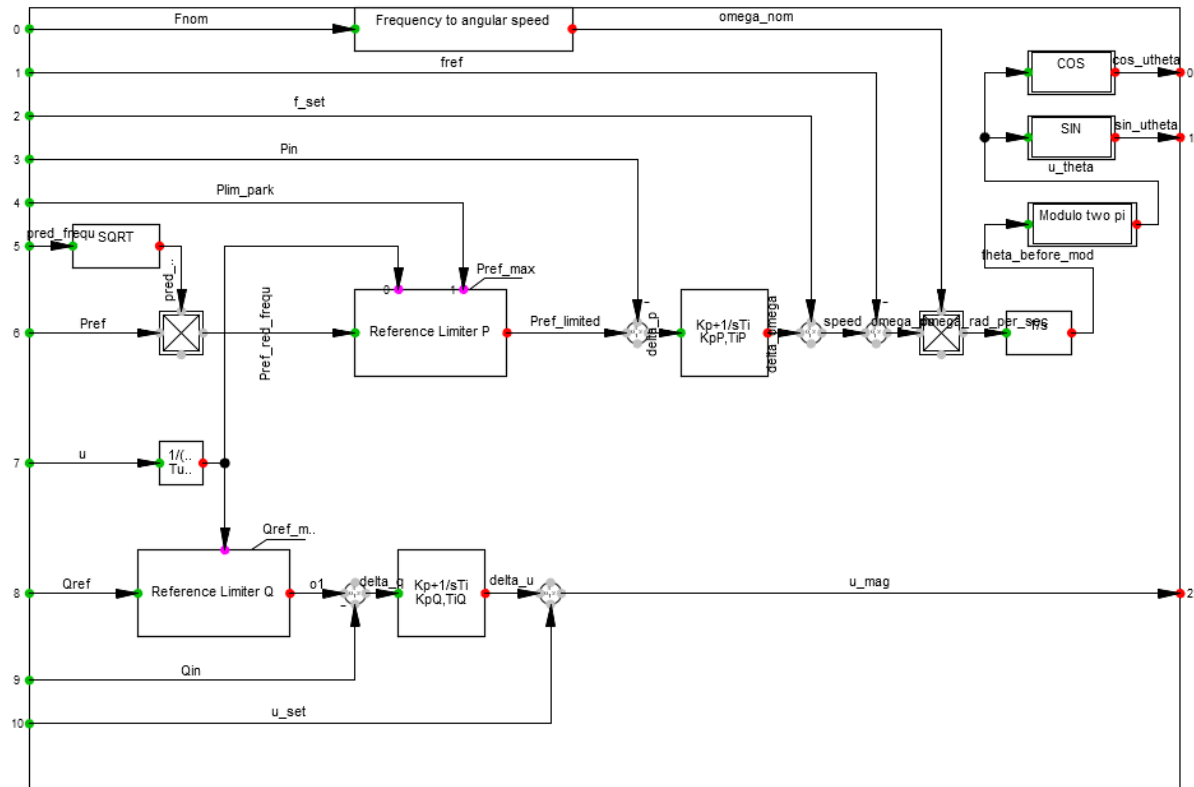 Fnom
Frequency to angular speed
omega_nom
0
fref
1
COS
cos_utheta
0
f_set
2
SIN
sin_utheta
1
Pin
3
u_theta
Plim_park
4
Modulo two pi
pred_frequ
SQRT
5
theta_before_mod
pred_..
Pref_max
0
1
-
-
Pref
6
Pref_red_frequ
Reference Limiter P
Pref_limited
delta_p
Kp+1/sTi
KpP,TiP
delta_omega
speed
omega_rad_per_sec
u
7
1/(..
Tu..
Qref_m..
Qref
8
Reference Limiter Q
o1
-
delta_q
Kp+1/sTi
KpQ,TiQ
delta_u
u_mag
2
Qin
9
u_set
10